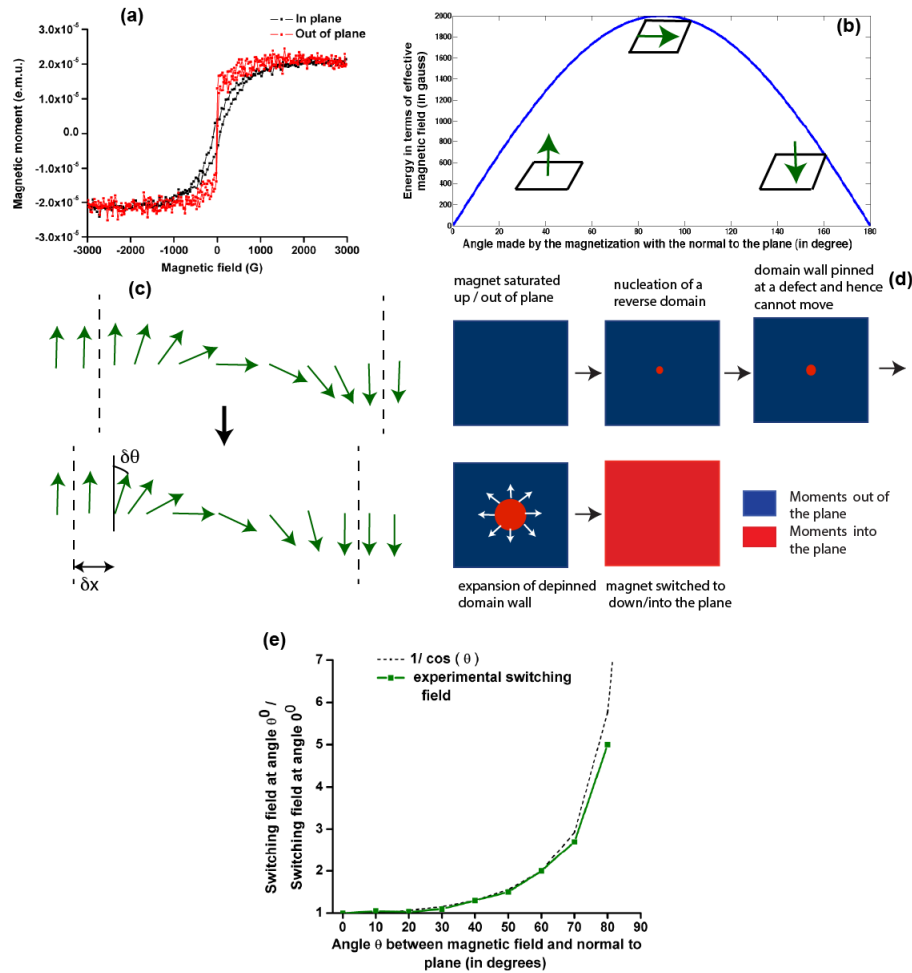 (a)
In plane
Out of plane
3.0x10⁻⁵
2.0x10⁻⁵
1.0x10⁻⁵
0.0
-1.0x10⁻⁵
-2.0x10⁻⁵
-3.0x10⁻⁵
Magnetic moment (e.m.u.)
-3000 -2000 -1000 0 1000 2000 3000
Magnetic field (G)
(b)
2000
1800
1600
1400
1200
1000
800
600
400
200
0
Energy in terms of effective
magnetic field (in gauss)
0 20 40 60 80 100 120 140 160 180
Angle made by the magnetization with the normal to the plane (in degree)
(c)
δθ
δx
(d)
magnet saturated
up / out of plane
nucleation of a
reverse domain
domain wall pinned
at a defect and hence
cannot move
expansion of depinned
domain wall
magnet switched to
down/into the plane
Moments out of
the plane
Moments into
the plane
(e)
1/ cos ( θ )
experimental switching
field
7
6
5
4
3
2
1
Switching field at angle θ⁰ /
Switching field at angle 0⁰
0 10 20 30 40 50 60 70 80 90
Angle θ between magnetic field and normal to
plane (in degrees)